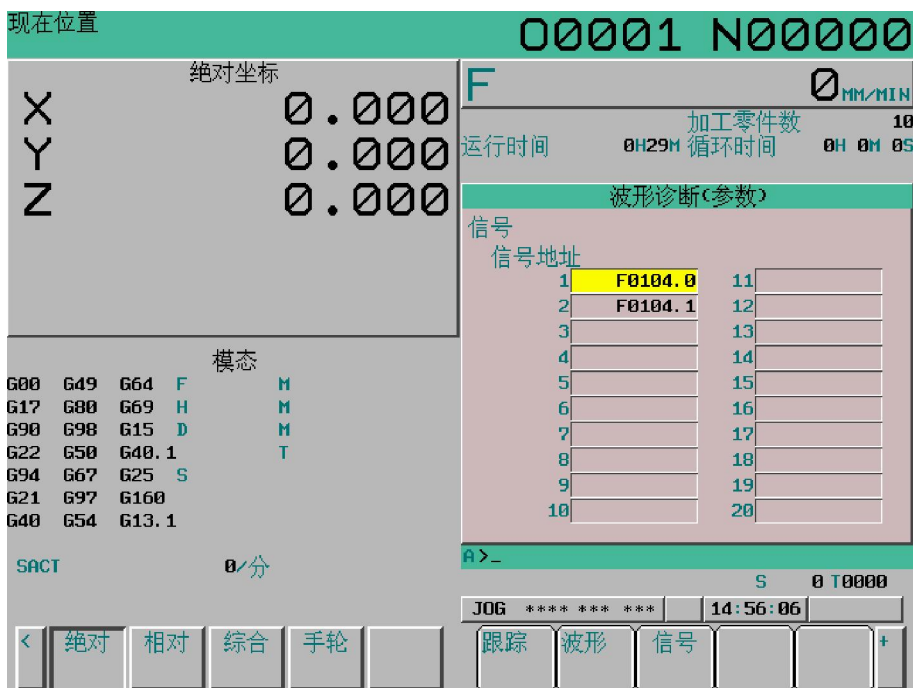 现在位置
O0001 N00000
绝对坐标
X 0.000
Y 0.000
Z 0.000
F 0 MM/MIN
加工零件数 10
运行时间 0H29M 循环时间 0H 0M 0S
波形诊断(参数)
信号
信号地址
1 F0104.0 11
2 F0104.1 12
3 13
4 14
5 15
6 16
7 17
8 18
9 19
10 20
模态
G00 G49 G64 F M
G17 G80 G69 H M
G90 G98 G15 D M
G22 G50 G40.1 T
G94 G67 G25 S
G21 G97 G160
G40 G54 G13.1
SACT 0/分
A>_
S 0 T0000
JOG **** *** *** 14:56:06
< 绝对 相对 综合 手轮 跟踪 波形 信号 +